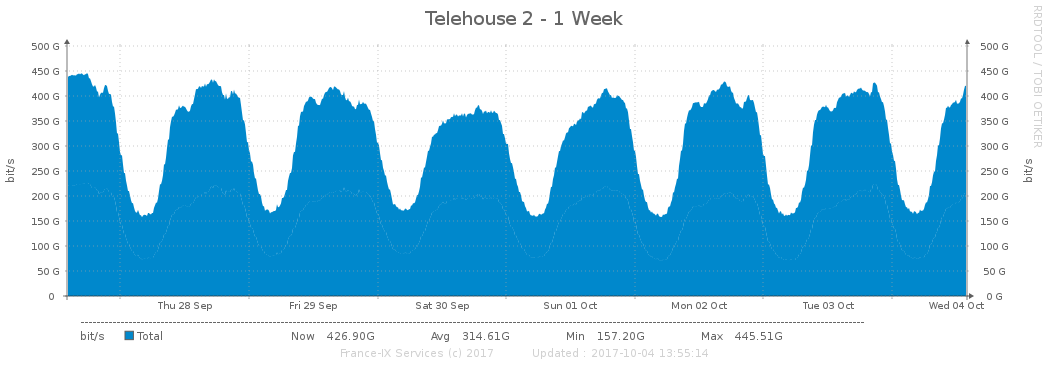 Telehouse 2 - 1 Week
RRDTOOL / TOBI OETIKER
500 G 500 G
450 G 450 G
400 G 400 G
350 G 350 G
300 G 300 G
250 G 250 G
200 G 200 G
150 G 150 G
100 G 100 G
50 G 50 G
0 0 G
bit/s bit/s
Thu 28 Sep Fri 29 Sep Sat 30 Sep Sun 01 Oct Mon 02 Oct Tue 03 Oct Wed 04 Oct
bit/s Total Now 426.90G Avg 314.61G Min 157.20G Max 445.51G
France-IX Services (c) 2017 Updated : 2017-10-04 13:55:14